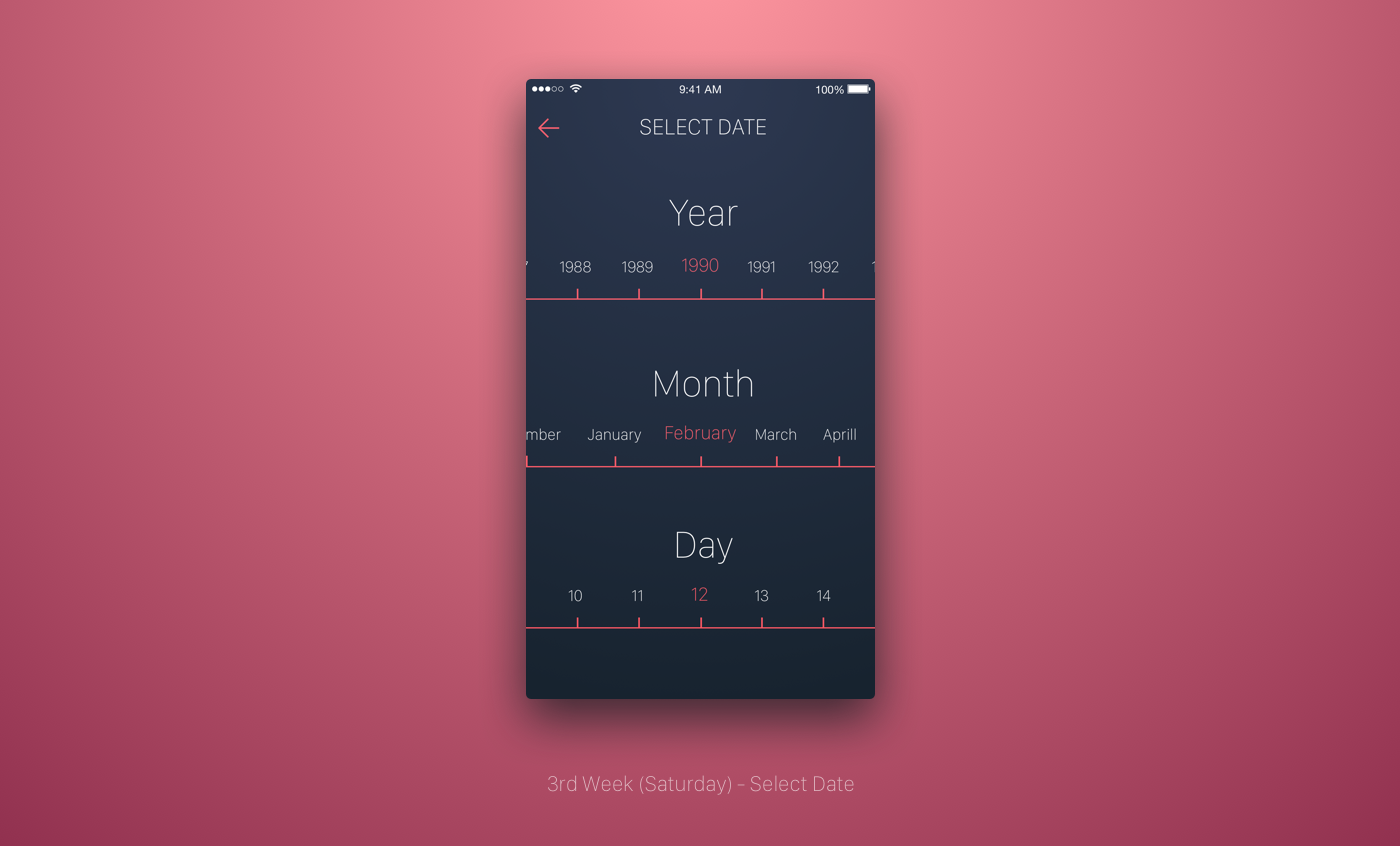 9:41 AM 100%
SELECT DATE
Year
1988 1989 1990 1991 1992
Month
mber January February March Aprill
Day
10 11 12 13 14
3rd Week (Saturday) - Select Date